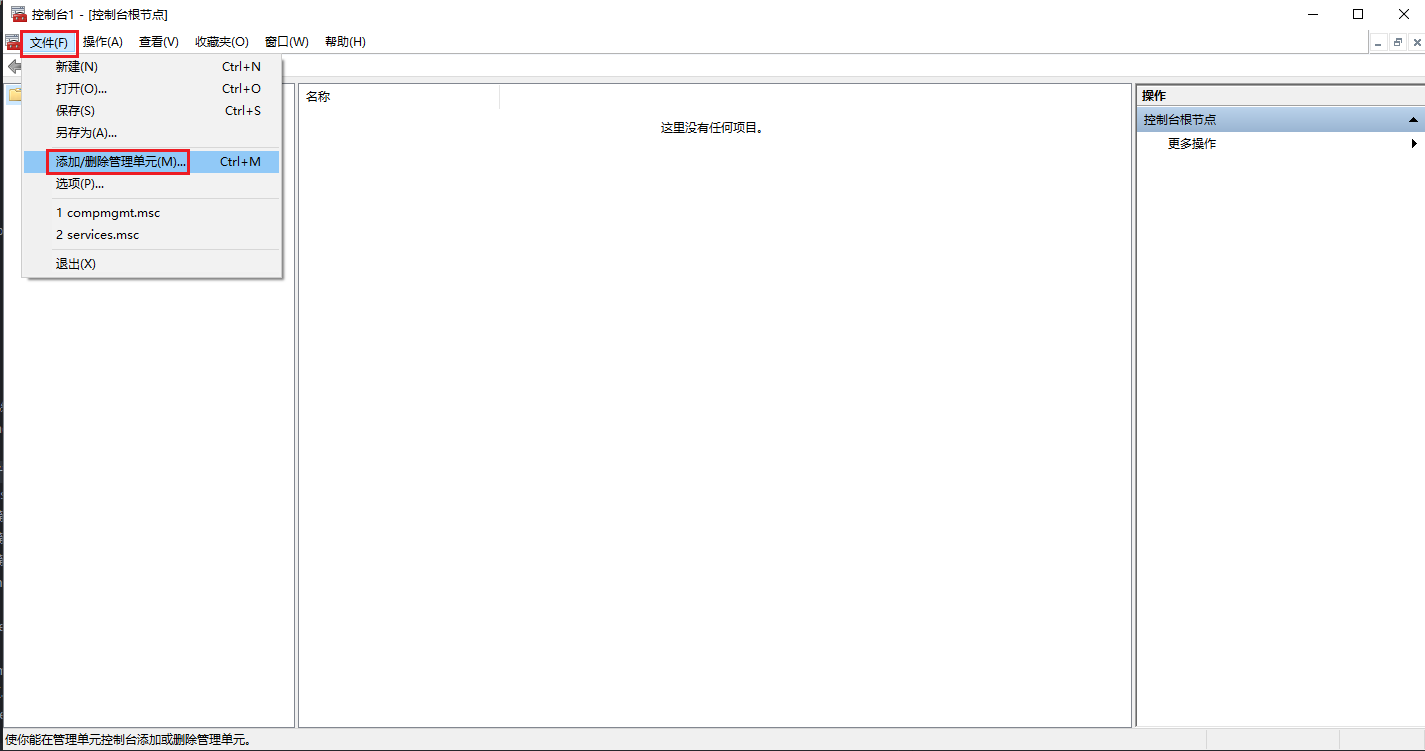 控制台1 - [控制台根节点]
文件(F) 操作(A) 查看(V) 收藏夹(O) 窗口(W) 帮助(H)
新建(N) Ctrl+N
打开(O)... Ctrl+O
保存(S) Ctrl+S
另存为(A)...
添加/删除管理单元(M)... Ctrl+M
选项(P)...
1 compmgmt.msc
2 services.msc
退出(X)
名称
这里没有任何项目。
操作
控制台根节点
更多操作
使你能在管理单元控制台添加或删除管理单元。